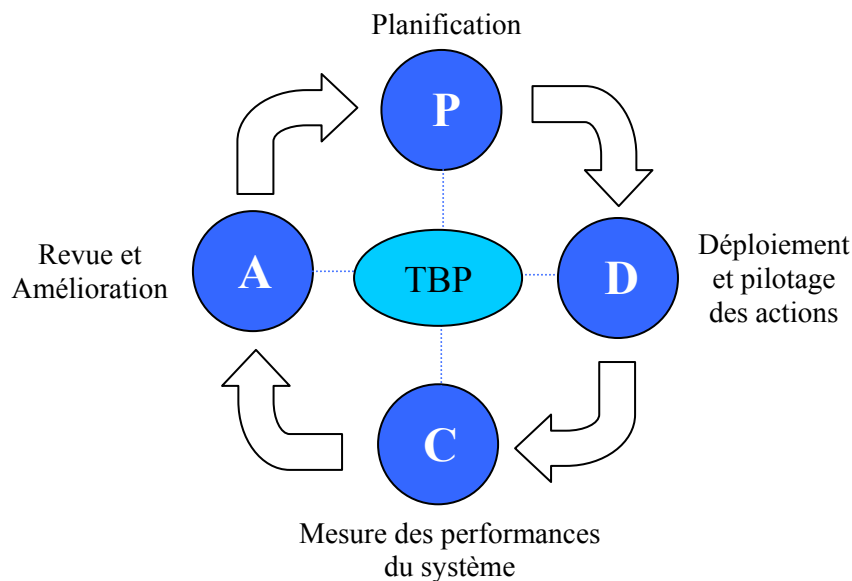 Planification
P
Revue et
Amélioration
A
TBP
D
Déploiement
et pilotage
des actions
C
Mesure des performances
du système